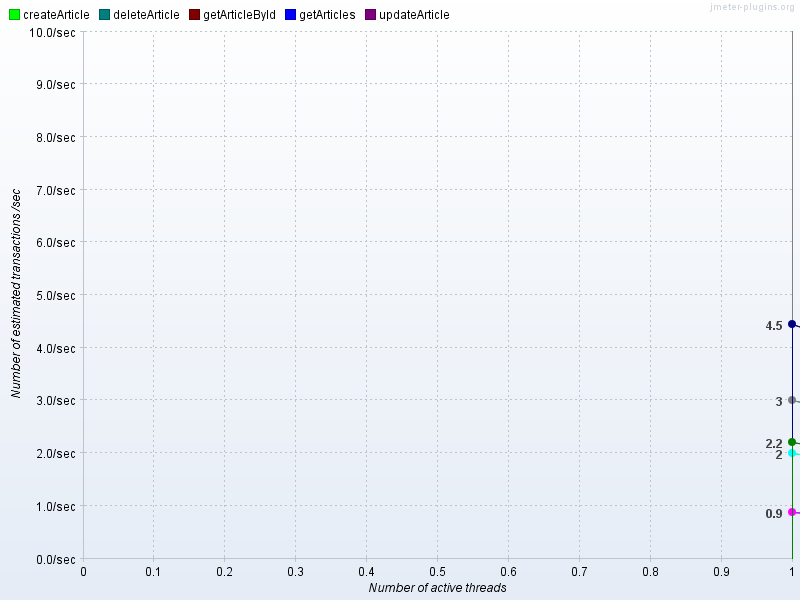 createArticle deleteArticle getArticleById getArticles updateArticle
jmeter-plugins.org
10.0/sec
9.0/sec
8.0/sec
7.0/sec
6.0/sec
5.0/sec
4.0/sec
3.0/sec
2.0/sec
1.0/sec
0.0/sec
Number of estimated transactions /sec
4.5
3
2.2
2
0.9
0 0.1 0.2 0.3 0.4 0.5 0.6 0.7 0.8 0.9 1
Number of active threads